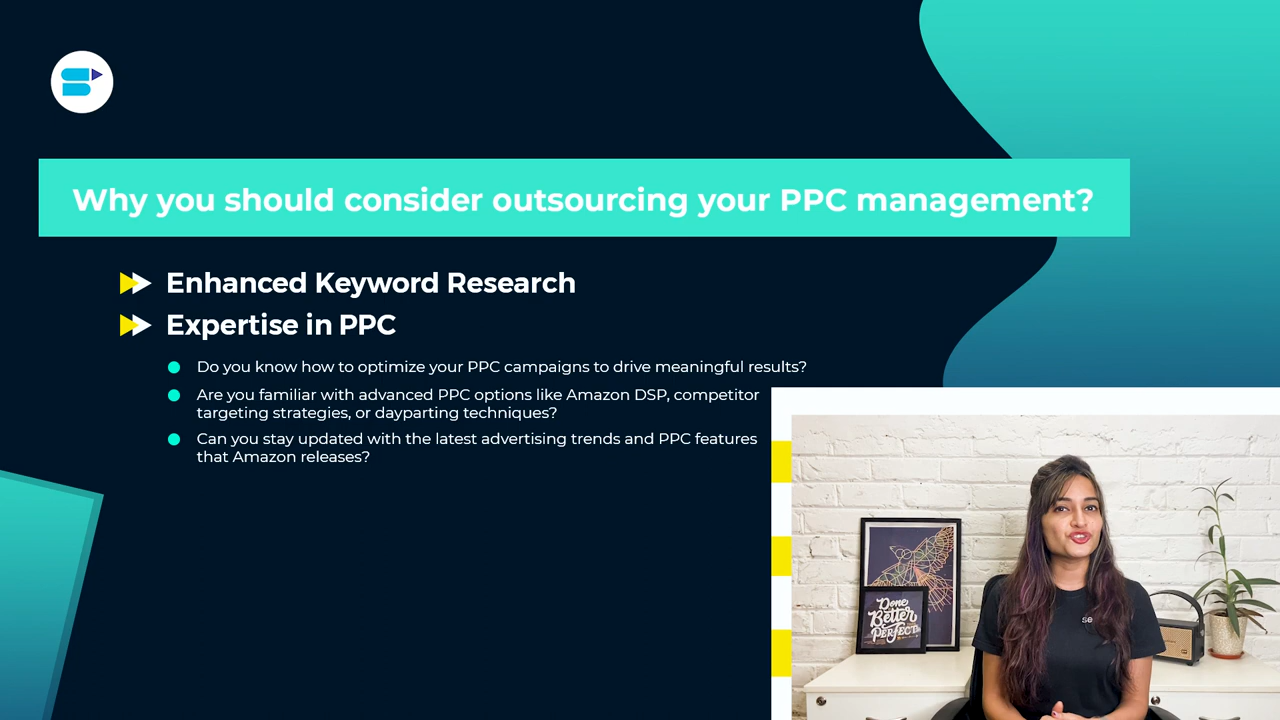 Why you should consider outsourcing your PPC management?
Enhanced Keyword Research
Expertise in PPC
Do you know how to optimize your PPC campaigns to drive meaningful results?
Are you familiar with advanced PPC options like Amazon DSP, competitor
targeting strategies, or dayparting techniques?
Can you stay updated with the latest advertising trends and PPC features
that Amazon releases?
Done
Better
PERFECT
se